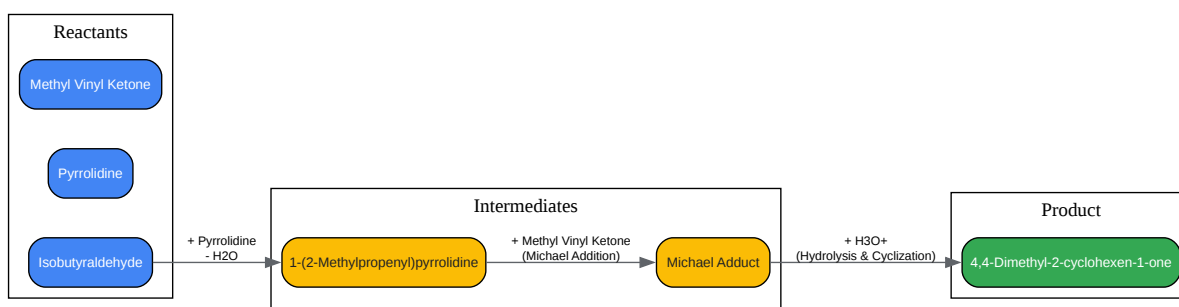 Reactants
Methyl Vinyl Ketone
Pyrrolidine
Isobutyraldehyde
+ Pyrrolidine
- H2O
Intermediates
1-(2-Methylpropenyl)pyrrolidine
+ Methyl Vinyl Ketone
(Michael Addition)
Michael Adduct
+ H3O+
(Hydrolysis & Cyclization)
Product
4,4-Dimethyl-2-cyclohexen-1-one